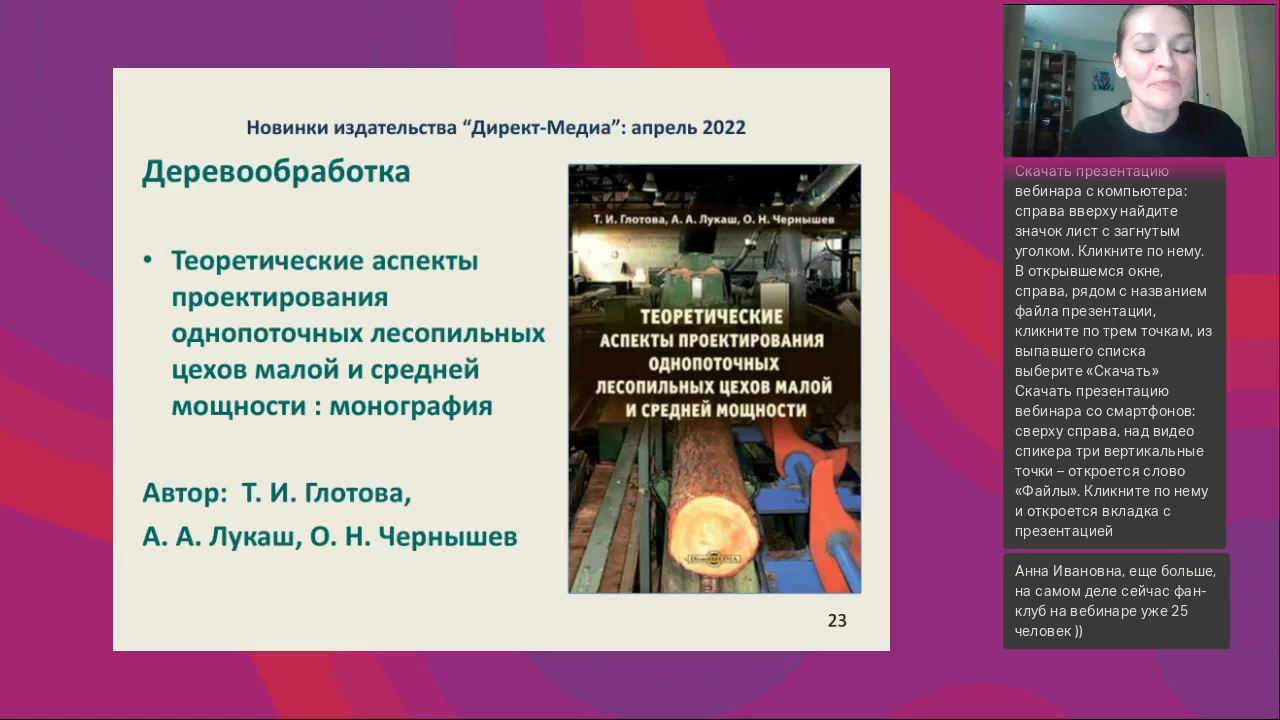 Новинки издательства “Директ-Медиа”: апрель 2022
Деревообработка
• Теоретические аспекты
проектирования
однопоточных лесопильных
цехов малой и средней
мощности : монография
Автор: Т. И. Глотова,
А. А. Лукаш, О. Н. Чернышев
Т. И. Глотова, А. А. Лукаш, О. Н. Чернышев
ТЕОРЕТИЧЕСКИЕ
АСПЕКТЫ ПРОЕКТИРОВАНИЯ
ОДНОПОТОЧНЫХ
ЛЕСОПИЛЬНЫХ ЦЕХОВ МАЛОЙ
И СРЕДНЕЙ МОЩНОСТИ
23
Скачать презентацию
вебинара с компьютера:
справа вверху найдите
значок лист с загнутым
уголком. Кликните по нему.
В открывшемся окне,
справа, рядом с названием
файла презентации,
кликните по трем точкам, из
выпавшего списка
выберите «Скачать»
Скачать презентацию
вебинара со смартфонов:
сверху справа, над видео
спикера три вертикальные
точки – откроется слово
«Файлы». Кликните по нему
и откроется вкладка с
презентацией
Анна Ивановна, еще больше,
на самом деле сейчас фан-
клуб на вебинаре уже 25
человек ))